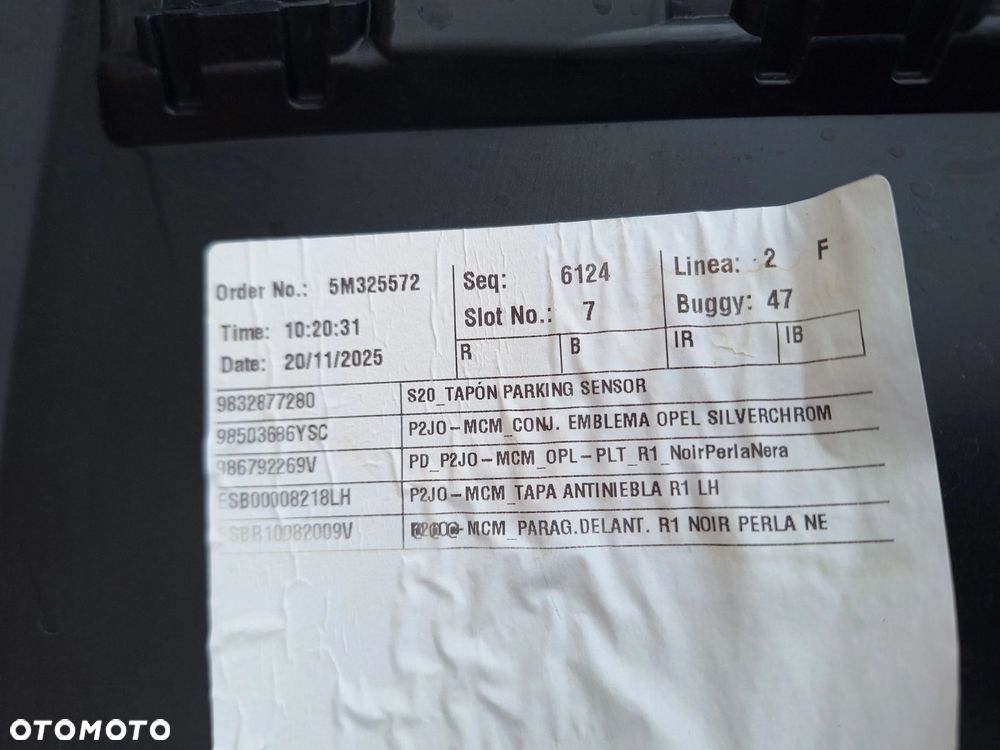 Order No.: 5M325572
Seq: 6124
Linea: 2 F
Time: 10:20:31
Slot No.: 7
Buggy: 47
Date: 20/11/2025
R B IR IB
9832877280 S20_TAPÓN PARKING SENSOR
98503686YSC P2JO-MCM_CONJ. EMBLEMA OPEL SILVERCHROM
986792269V PD_P2JO-MCM_OPL-PLT_R1_NoirPerlaNera
SB00008218LH P2JO-MCM_TAPA ANTINIEBLA R1 LH
MCM_PARAG.DELANT. R1 NOIR PERLA NE
OTOMOTO